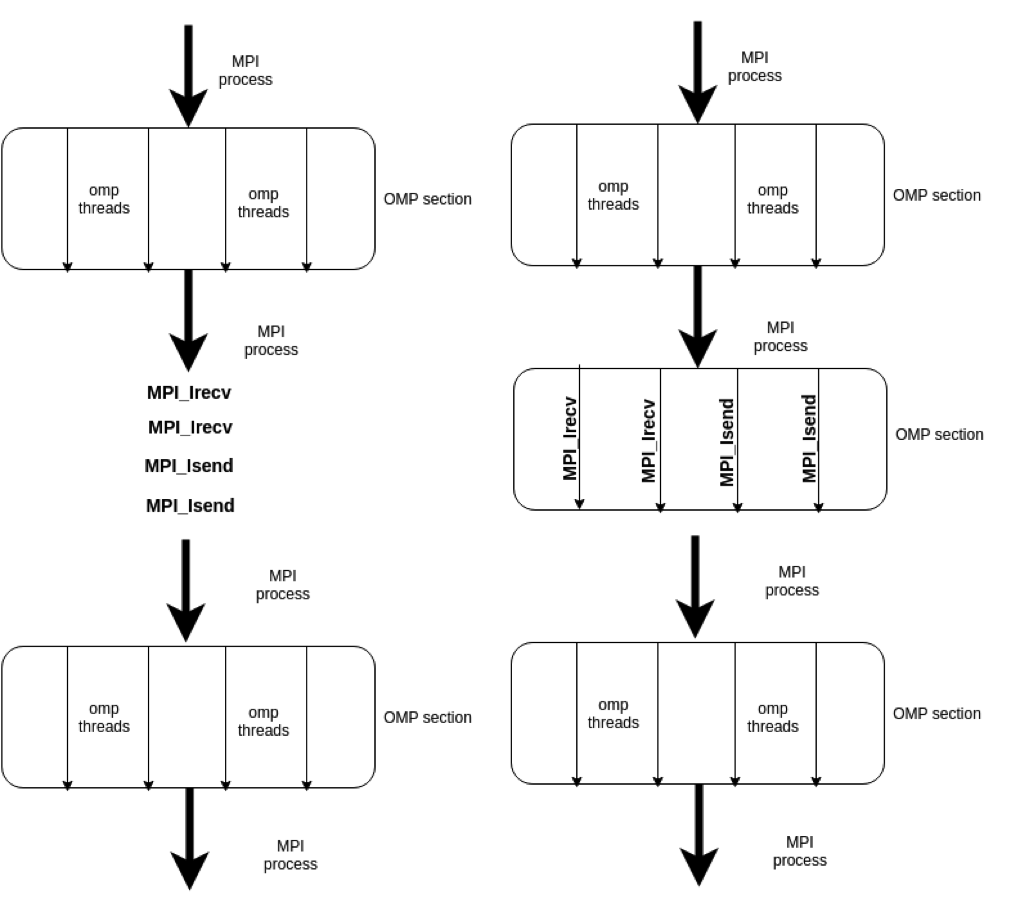 MPI
process
omp
threads
omp
threads
OMP section
MPI
process
MPI_Irecv
MPI_Irecv
MPI_Isend
MPI_Isend
MPI
process
omp
threads
omp
threads
OMP section
MPI
process
MPI
process
omp
threads
omp
threads
OMP section
MPI
process
MPI_Irecv
MPI_Irecv
MPI_Isend
MPI_Isend
OMP section
MPI
process
omp
threads
omp
threads
OMP section
MPI
process